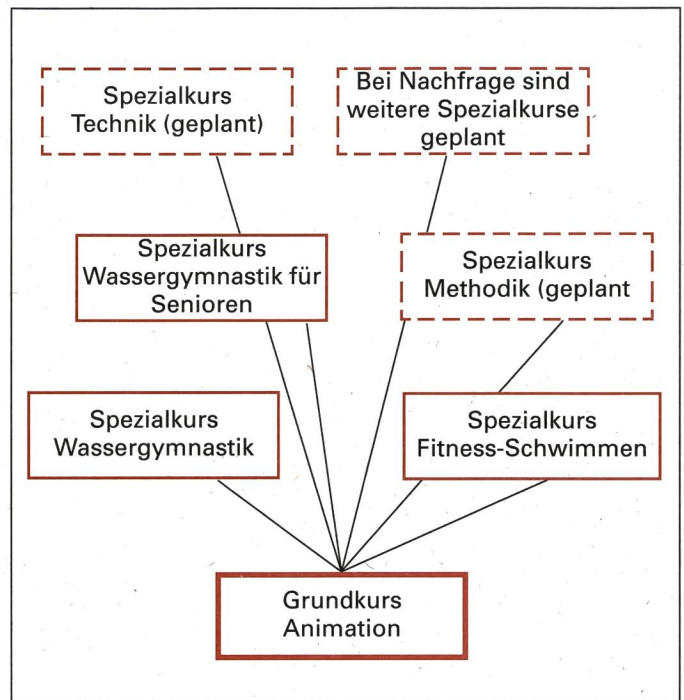 Spezialkurs
Technik (geplant)
Bei Nachfrage sind
weitere Spezialkurse
geplant
Spezialkurs
Wassergymnastik für
Senioren
Spezialkurs
Methodik (geplant
Spezialkurs
Wassergymnastik
Spezialkurs
Fitness-Schwimmen
Grundkurs
Animation